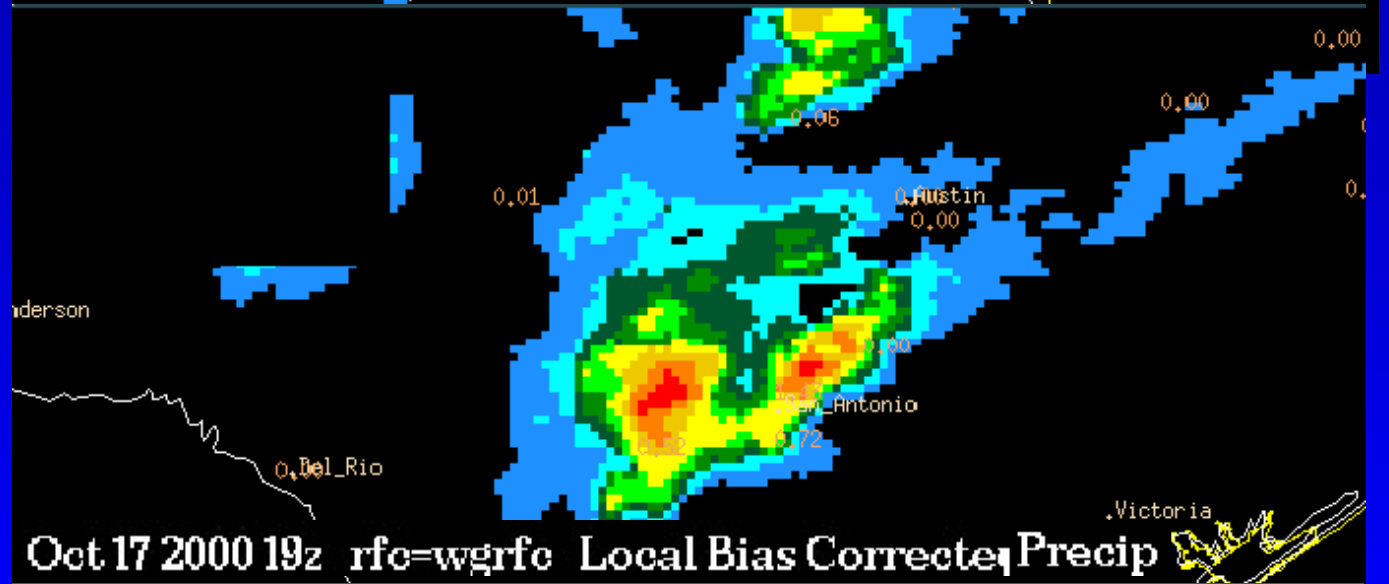 0.00
0.00
0.06
0.01
Austin
0.00
nderson
0.60
.San_Antonio
0.72
Del_Rio
.Victoria
Oct 17 2000 19z rfc=wgrfc Local Bias Correcte Precip